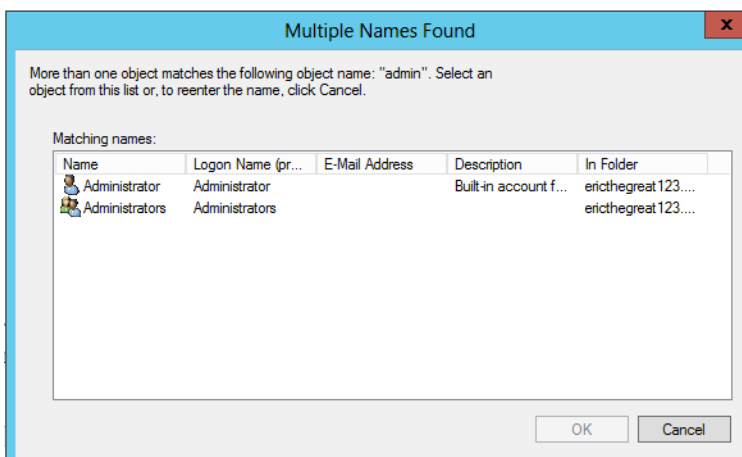 Multiple Names Found
x
More than one object matches the following object name: "admin". Select an
object from this list or, to reenter the name, click Cancel.
Matching names:
Name Logon Name (pr... E-Mail Address Description In Folder
Administrator Administrator Built-in account f... ericthegreat123....
Administrators Administrators ericthegreat123....
OK Cancel